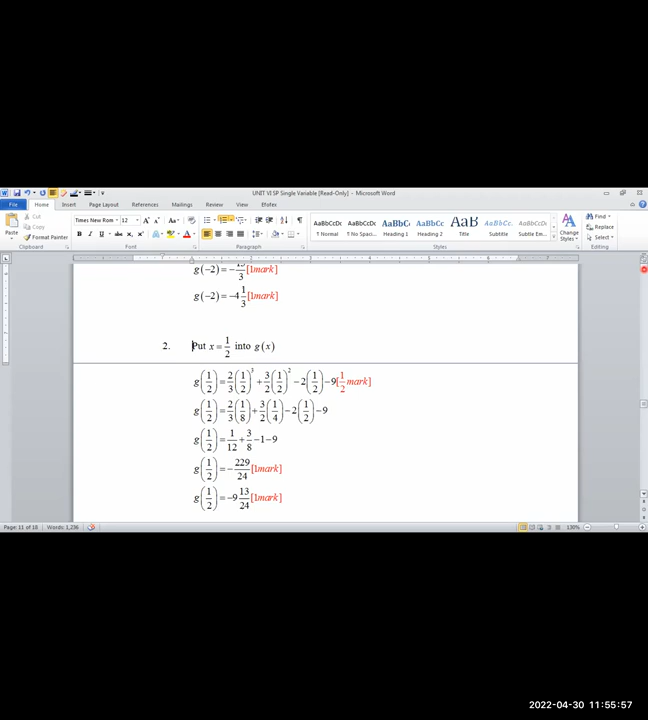 UNIT VI SP Single Variable [Read-Only] - Microsoft Word
File Home Insert Page Layout References Mailings Review View Efofex
Cut
Copy
Format Painter
Paste
Clipboard
Times New Rom 12
Font
Paragraph
AaBbCcDc AaBbCcDc AaBbC AaBbCc AaB AaBbCc. AaBbCcDc
T Normal T No Spaci... Heading 1 Heading 2 Title Subtitle Subtle Em...
Change Styles
Styles
Find
Replace
Select
Editing
g(−2) = −13/3 [1mark]
g(−2) = −4 1/3 [1mark]
2. Put x = 1/2 into g(x)
g(1/2) = 2/3 (1/2)^3 + 3/2 (1/2)^2 − 2(1/2) − 9 [1/2 mark]
g(1/2) = 2/3 (1/8) + 3/2 (1/4) − 2(1/2) − 9
g(1/2) = 1/12 + 3/8 − 1 − 9
g(1/2) = − 229/24 [1mark]
g(1/2) = −9 13/24 [1mark]
Page: 11 of 18 Words: 1,236
130%
2022-04-30 11:55:57